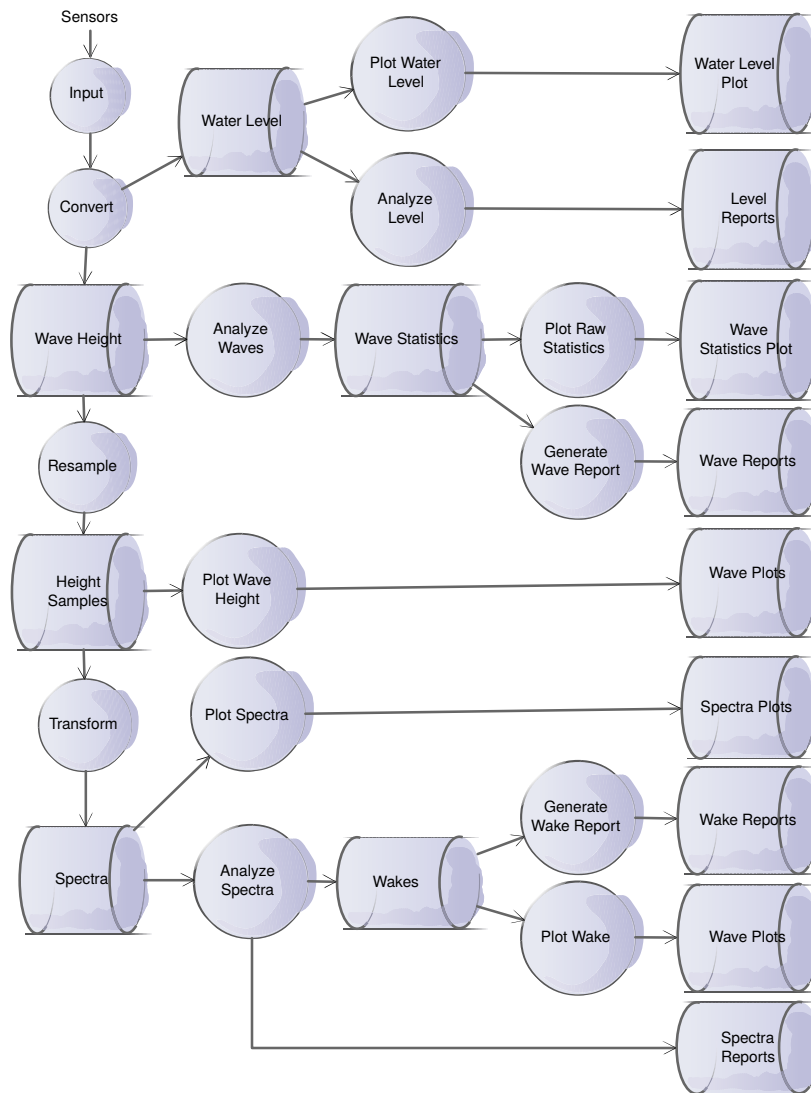 Sensors
Input
Convert
Water Level
Plot Water
Level
Water Level
Plot
Analyze
Level
Level
Reports
Wave Height
Analyze
Waves
Wave Statistics
Plot Raw
Statistics
Wave
Statistics Plot
Generate
Wave Report
Wave Reports
Resample
Height
Samples
Plot Wave
Height
Wave Plots
Transform
Plot Spectra
Spectra Plots
Spectra
Analyze
Spectra
Wakes
Generate
Wake Report
Wake Reports
Plot Wake
Wave Plots
Spectra
Reports